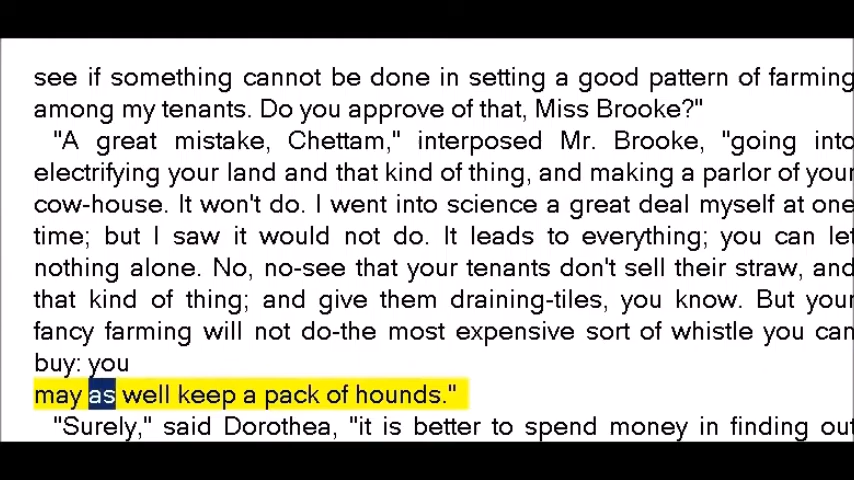 see if something cannot be done in setting a good pattern of farming
among my tenants. Do you approve of that, Miss Brooke?"
"A great mistake, Chettam," interposed Mr. Brooke, "going into
electrifying your land and that kind of thing, and making a parlor of your
cow-house. It won't do. I went into science a great deal myself at one
time; but I saw it would not do. It leads to everything; you can let
nothing alone. No, no-see that your tenants don't sell their straw, and
that kind of thing; and give them draining-tiles, you know. But your
fancy farming will not do-the most expensive sort of whistle you can
buy: you
may as well keep a pack of hounds."
"Surely," said Dorothea, "it is better to spend money in finding out